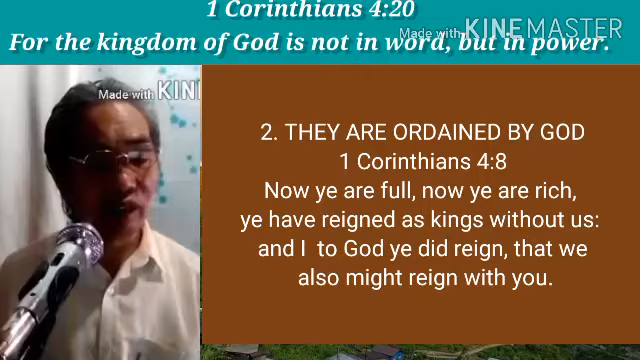 1 Corinthians 4:20
Made with KINEMASTER
For the kingdom of God is not in word, but in power.
Made with KINE
2. THEY ARE ORDAINED BY GOD
1 Corinthians 4:8
Now ye are full, now ye are rich,
ye have reigned as kings without us:
and I  to God ye did reign, that we
also might reign with you.